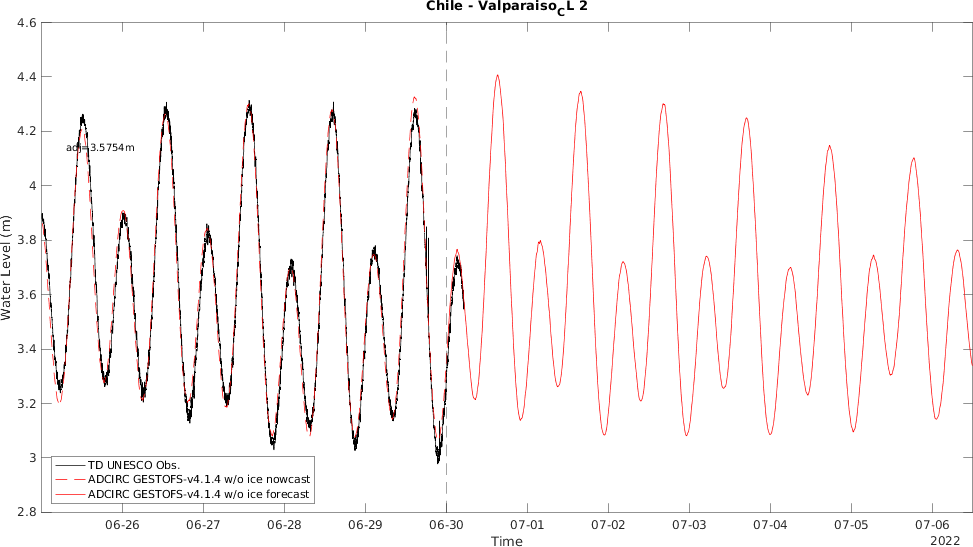 Chile - Valparaiso_CL 2
4.6
4.4
4.2
4
3.8
3.6
3.4
3.2
3
2.8
Water Level (m)
adj=3.5754m
TD UNESCO Obs.
ADCIRC GESTOFS-v4.1.4 w/o ice nowcast
ADCIRC GESTOFS-v4.1.4 w/o ice forecast
06-26 06-27 06-28 06-29 06-30 07-01 07-02 07-03 07-04 07-05 07-06
Time
2022